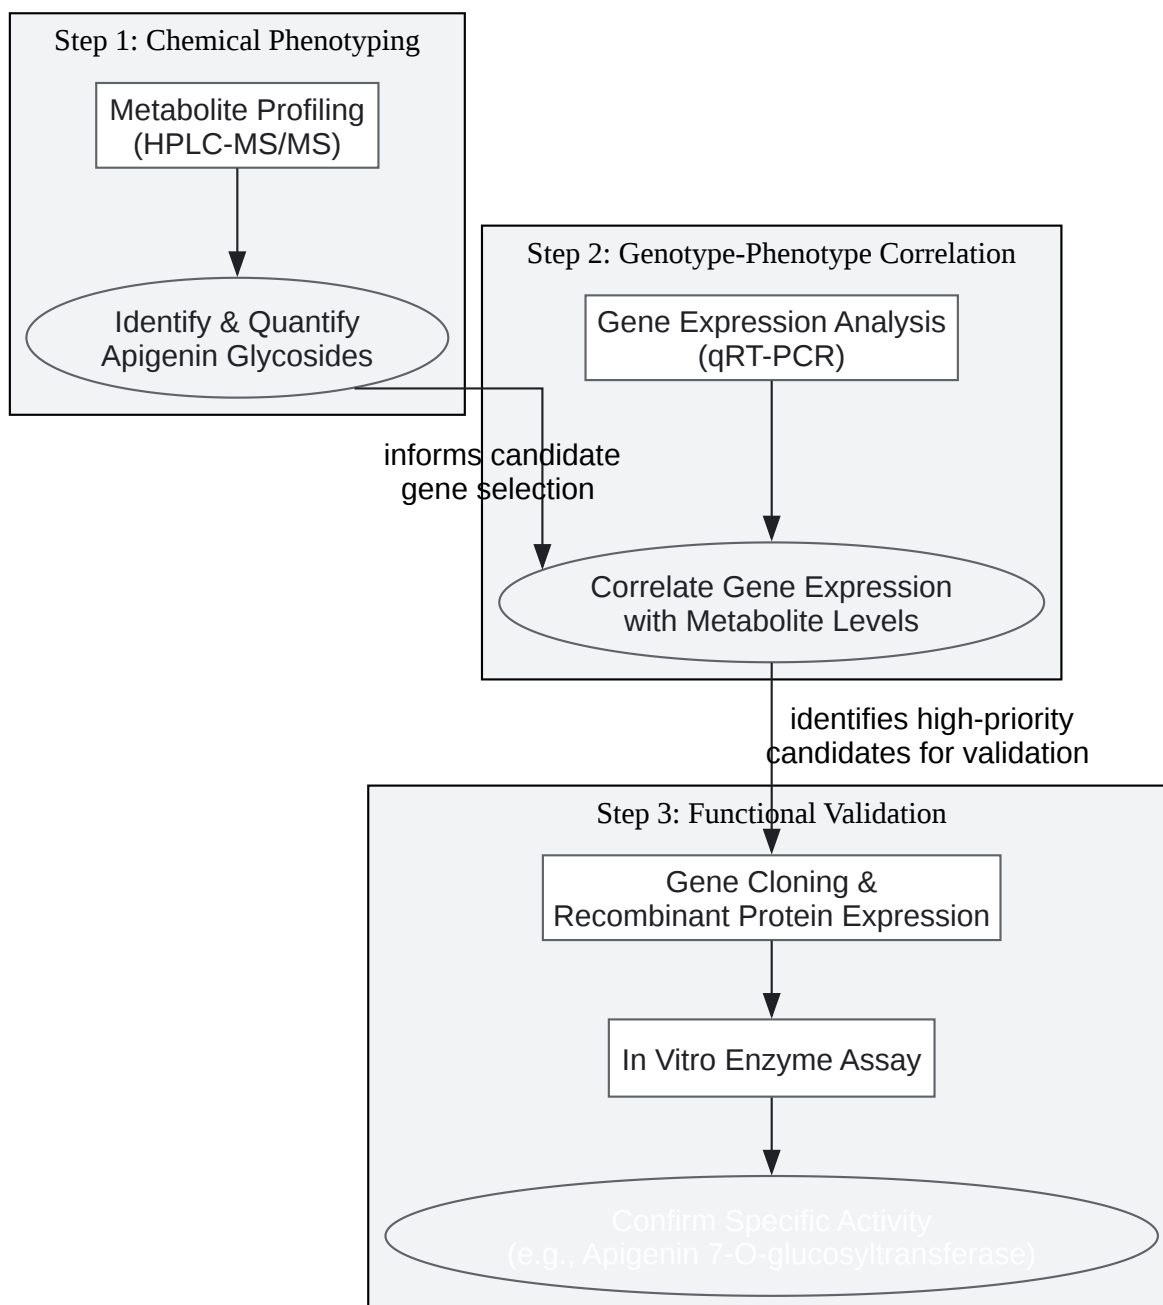 Step 1: Chemical Phenotyping
Metabolite Profiling
(HPLC-MS/MS)
Identify & Quantify
Apigenin Glycosides
informs candidate
gene selection
Step 2: Genotype-Phenotype Correlation
Gene Expression Analysis
(qRT-PCR)
Correlate Gene Expression
with Metabolite Levels
identifies high-priority
candidates for validation
Step 3: Functional Validation
Gene Cloning &
Recombinant Protein Expression
In Vitro Enzyme Assay
Confirm Specific Activity
(e.g., Apigenin 7-O-glucosyltransferase)